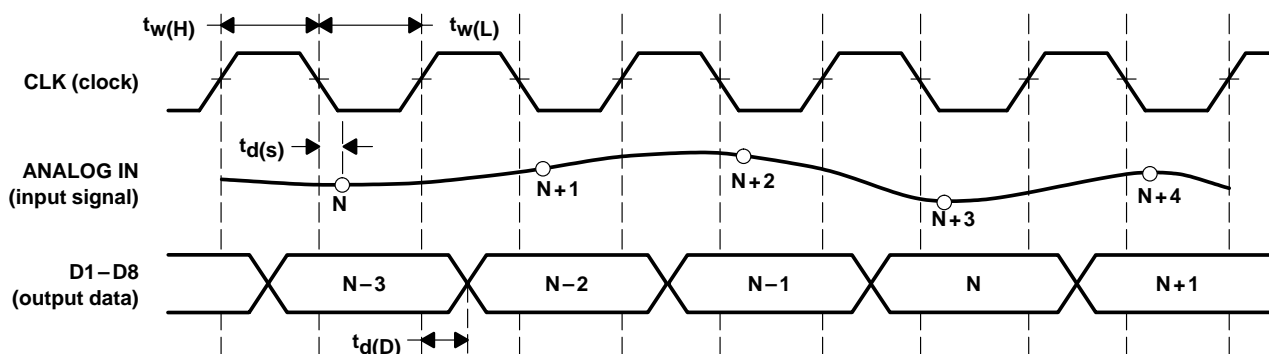 tw(H)
tw(L)
CLK (clock)
td(s)
ANALOG IN
(input signal)
N
N+1
N+2
N+3
N+4
D1–D8
(output data)
N–3
N–2
N–1
N
N+1
td(D)